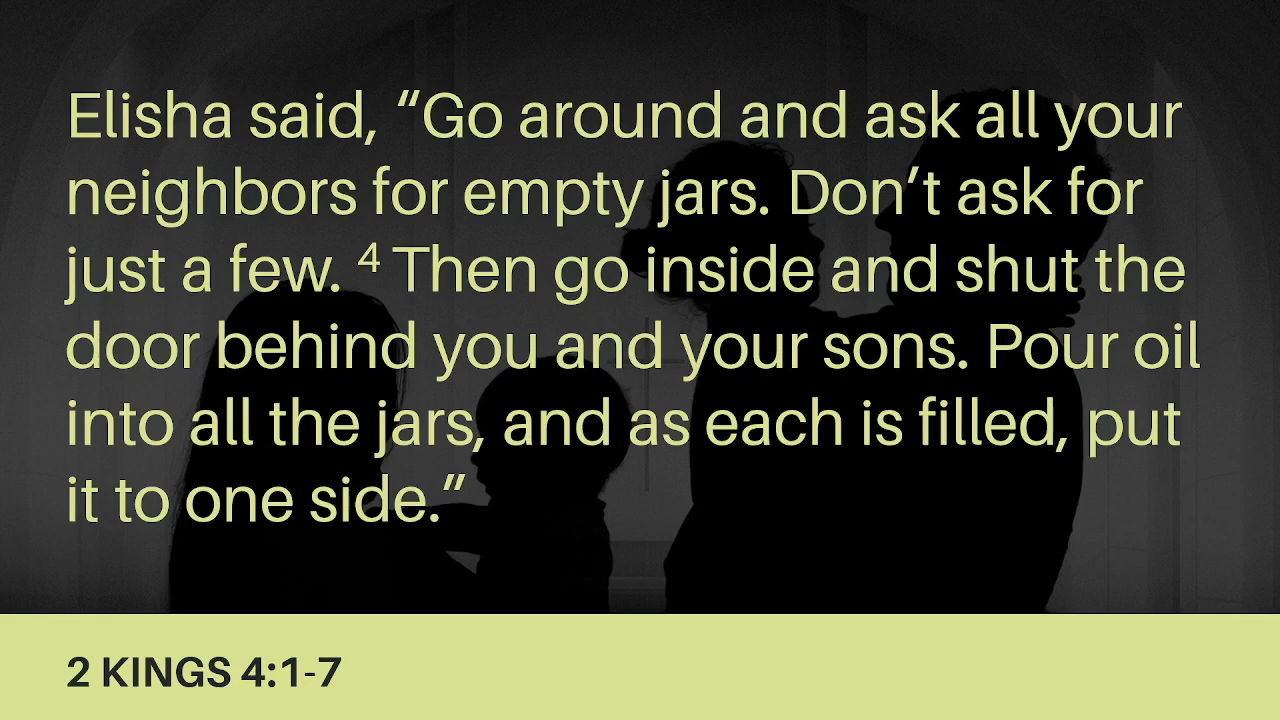 Elisha said, “Go around and ask all your
neighbors for empty jars. Don’t ask for
just a few. ⁴ Then go inside and shut the
door behind you and your sons. Pour oil
into all the jars, and as each is filled, put
it to one side.”
2 KINGS 4:1-7